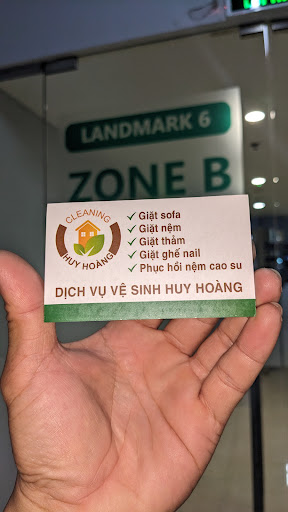 LANDMARK 6
ZONE B
CLEANING
HUY HOÀNG
✓ Giặt sofa
✓ Giặt nệm
✓ Giặt thảm
✓ Giặt ghế nail
✓ Phục hồi nệm cao su
DỊCH VỤ VỆ SINH HUY HOÀNG